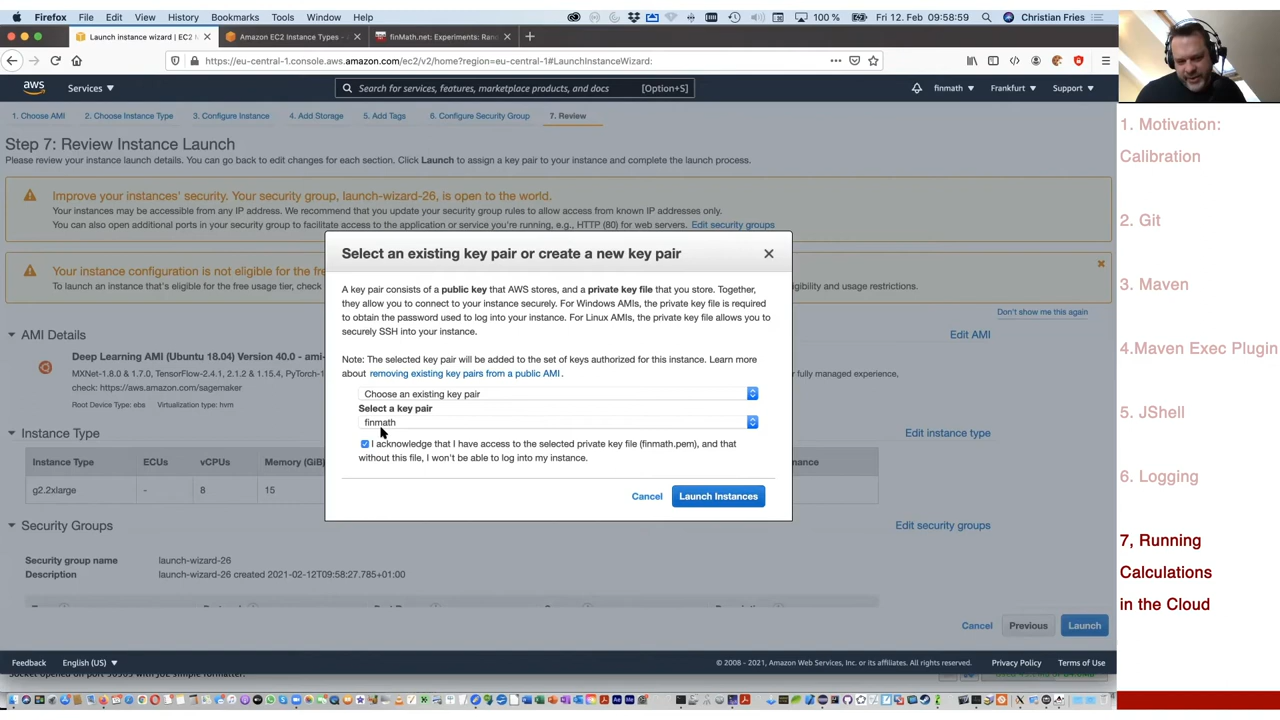 Firefox File Edit View History Bookmarks Tools Window Help
100 % Fri 12. Feb 09:58:59 Christian Fries
Launch instance wizard | EC2
Amazon EC2 Instance Types -
finMath.net: Experiments: Ran
https://eu-central-1.console.aws.amazon.com/ec2/v2/home?region=eu-central-1#LaunchInstanceWizard:
aws Services Search for services, features, marketplace products, and docs [Option+S] finmath Frankfurt Support
1. Choose AMI 2. Choose Instance Type 3. Configure Instance 4. Add Storage 5. Add Tags 6. Configure Security Group 7. Review
Step 7: Review Instance Launch
Please review your instance launch details. You can go back to edit changes for each section. Click Launch to assign a key pair to your instance and complete the launch process.
Improve your instances' security. Your security group, launch-wizard-26, is open to the world.
Your instances may be accessible from any IP address. We recommend that you update your security group rules to allow access from known IP addresses only.
You can also open additional ports in your security group to facilitate access to the application or service you're running, e.g., HTTP (80) for web servers. Edit security groups
Your instance configuration is not eligible for the fre
To launch an instance that's eligible for the free usage tier, check
igibility and usage restrictions.
Don't show me this again
AMI Details
Edit AMI
Deep Learning AMI (Ubuntu 18.04) Version 40.0 - ami-
MXNet-1.8.0 & 1.7.0, TensorFlow-2.4.1, 2.1.2 & 1.15.4, PyTorch-1
or fully managed experience,
check: https://aws.amazon.com/sagemaker
Root Device Type: ebs Virtualization type: hvm
Instance Type
Edit instance type
Instance Type ECUs vCPUs Memory (GiB)
mance
g2.2xlarge - 8 15
Security Groups
Edit security groups
Security group name launch-wizard-26
Description launch-wizard-26 created 2021-02-12T09:58:27.785+01:00
Cancel Previous Launch
Feedback English (US) © 2008 - 2021, Amazon Web Services, Inc. or its affiliates. All rights reserved. Privacy Policy Terms of Use
Select an existing key pair or create a new key pair
A key pair consists of a public key that AWS stores, and a private key file that you store. Together,
they allow you to connect to your instance securely. For Windows AMIs, the private key file is required
to obtain the password used to log into your instance. For Linux AMIs, the private key file allows you to
securely SSH into your instance.
Note: The selected key pair will be added to the set of keys authorized for this instance. Learn more
about removing existing key pairs from a public AMI.
Choose an existing key pair
Select a key pair
finmath
I acknowledge that I have access to the selected private key file (finmath.pem), and that
without this file, I won't be able to log into my instance.
Cancel Launch Instances
1. Motivation:
Calibration
2. Git
3. Maven
4.Maven Exec Plugin
5. JShell
6. Logging
7, Running
Calculations
in the Cloud